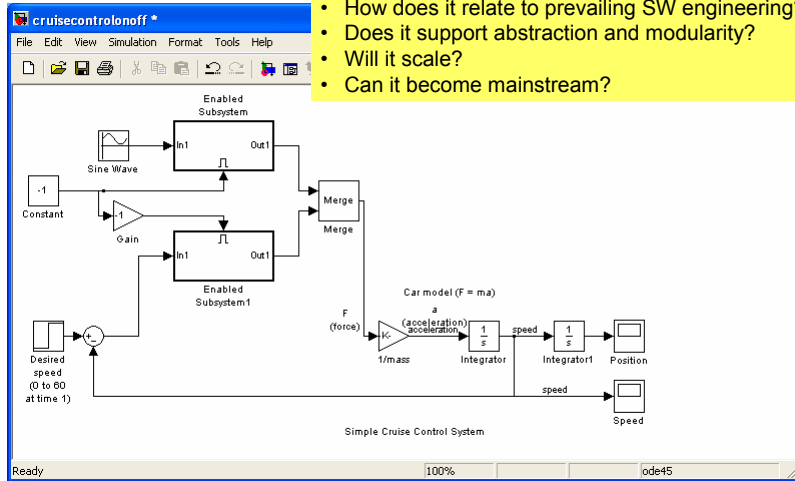 cruisecontrolonoff *
• How does it relate to prevailing SW engineering?
• Does it support abstraction and modularity?
• Will it scale?
• Can it become mainstream?
File Edit View Simulation Format Tools Help
Enabled
Subsystem
In1
Out1
Sine Wave
-1
Constant
-1
Gain
Merge
Merge
In1
Out1
Enabled
Subsystem1
Car model (F = ma)
F
(force)
a
(acceleration)
acceleration
K-
1/mass
1
s
Integrator
speed
1
s
Integrator1
Position
speed
Speed
+
-
Desired
speed
(0 to 60
at time 1)
Simple Cruise Control System
Ready
100%
ode45